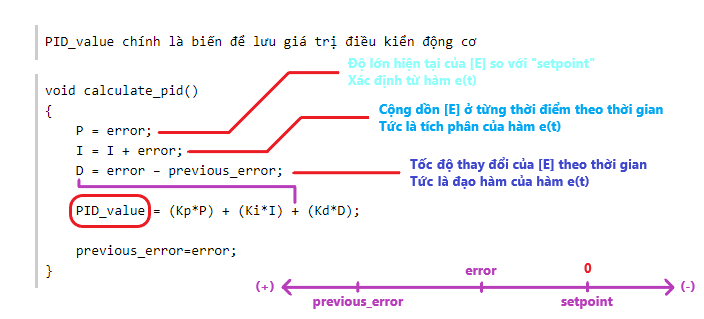 PID_value chính là biến để lưu giá trị điều kiển động cơ
Độ lớn hiện tại của [E] so với "setpoint"
Xác định từ hàm e(t)
void calculate_pid()
{
Cộng dồn [E] ở từng thời điểm theo thời gian
Tức là tích phân của hàm e(t)
P = error;
I = I + error;
D = error – previous_error;
Tốc độ thay đổi của [E] theo thời gian
Tức là đạo hàm của hàm e(t)
PID_value = (Kp*P) + (Ki*I) + (Kd*D);
previous_error=error;
}
error
0
(+)
(-)
previous_error
setpoint